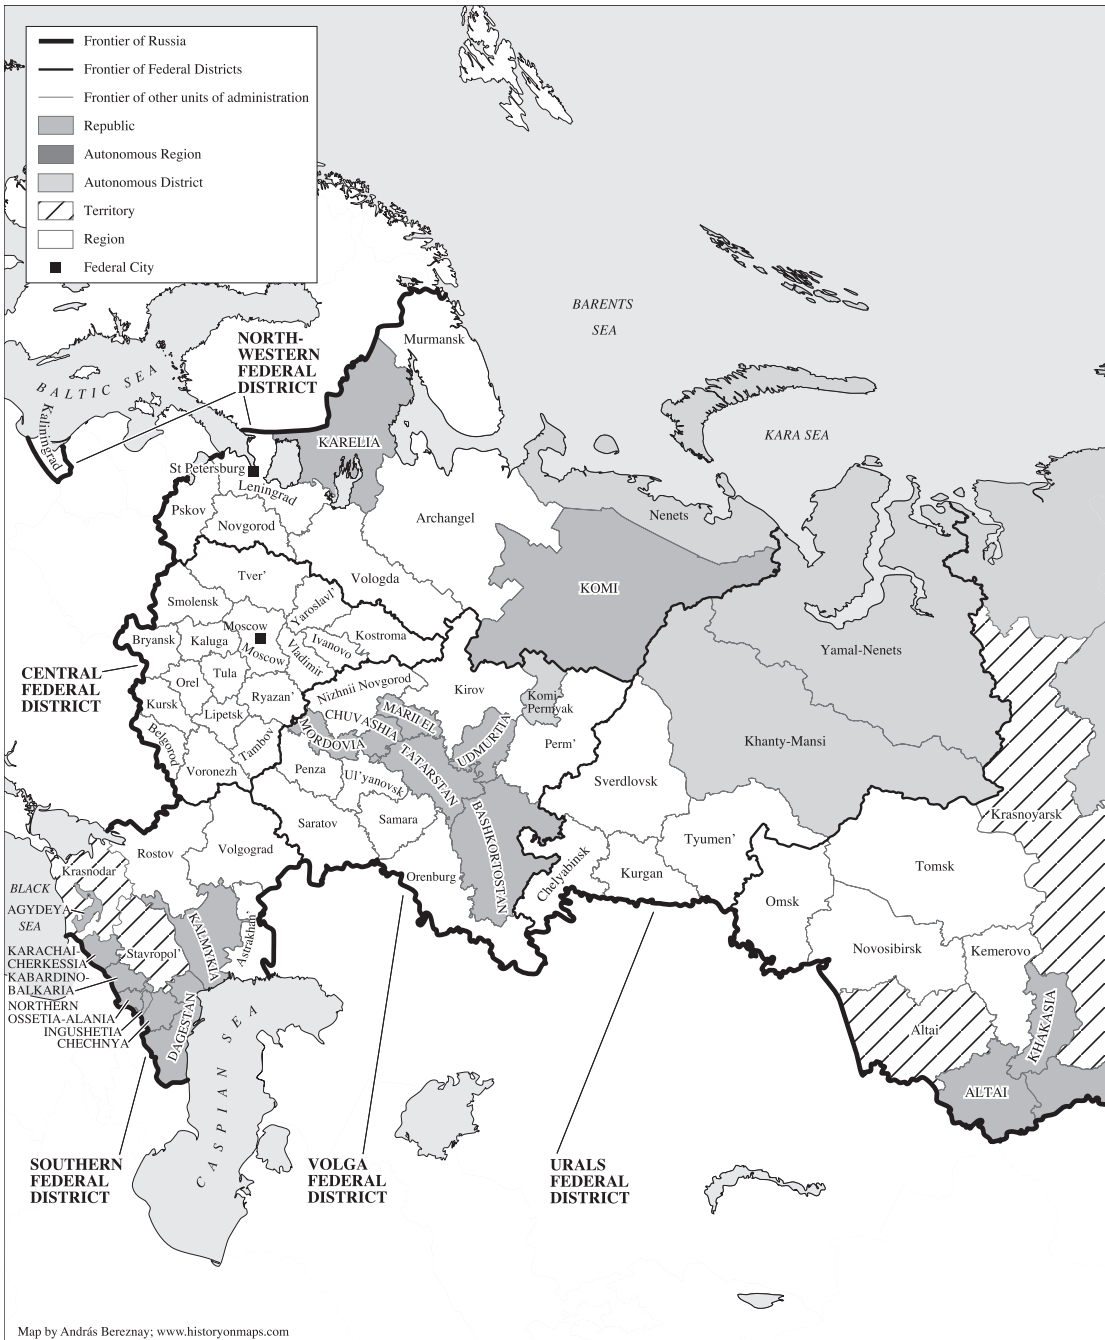 Frontier of Russia
Frontier of Federal Districts
Frontier of other units of administration
Republic
Autonomous Region
Autonomous District
Territory
Region
Federal City
BARENTS
SEA
Murmansk
NORTH-
WESTERN
FEDERAL
DISTRICT
BALTIC SEA
Kaliningrad
KARELIA
KARA SEA
St Petersburg
Leningrad
Pskov
Novgorod
Archangel
Nenets
Vologda
KOMI
Tver'
Yaroslavl'
Smolensk
Kostroma
Moscow
Ivanovo
Bryansk
Kaluga
Moscow
Vladimir
Yamal-Nenets
CENTRAL
FEDERAL
DISTRICT
Tula
Orel
Ryazan'
Nizhnii Novgorod
Kirov
Komi-
Permyak
Kursk
Lipetsk
CHUVASHIA
MARI EL
MORDOVIA
UDMURTIA
Perm'
Khanty-Mansi
Belgorod
Tambov
Voronezh
Penza
Ul'yanovsk
TATARSTAN
Sverdlovsk
BASHKORTOSTAN
Krasnoyarsk
Rostov
Volgograd
Saratov
Samara
Tyumen'
Tomsk
Krasnodar
Orenburg
Chelyabinsk
Kurgan
Omsk
BLACK
SEA
AGYDEYA
KALMYKIA
Astrakhan'
Stavropol'
Novosibirsk
Kemerovo
KARACHAI-
CHERKESSIA
KABARDINO-
BALKARIA
NORTHERN
OSSETIA-ALANIA
INGUSHETIA
CHECHNYA
DAGESTAN
Altai
KHAKASIA
ALTAI
CASPIAN SEA
SOUTHERN
FEDERAL
DISTRICT
VOLGA
FEDERAL
DISTRICT
URALS
FEDERAL
DISTRICT
Map by András Bereznay; www.historyonmaps.com